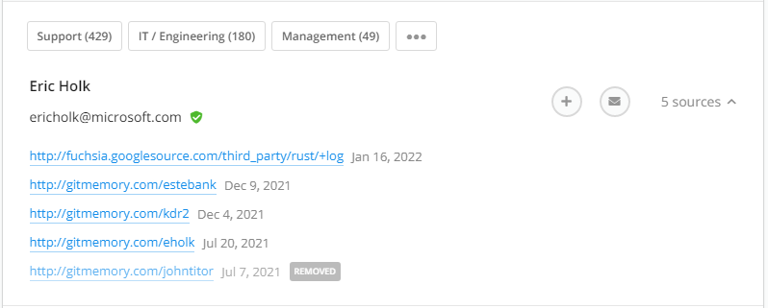 Support (429) IT / Engineering (180) Management (49) •••
Eric Holk
ericholk@microsoft.com
5 sources
http://fuchsia.googlesource.com/third_party/rust/+log Jan 16, 2022
http://gitmemory.com/estebank Dec 9, 2021
http://gitmemory.com/kdr2 Dec 4, 2021
http://gitmemory.com/eholk Jul 20, 2021
http://gitmemory.com/johntitor Jul 7, 2021 REMOVED